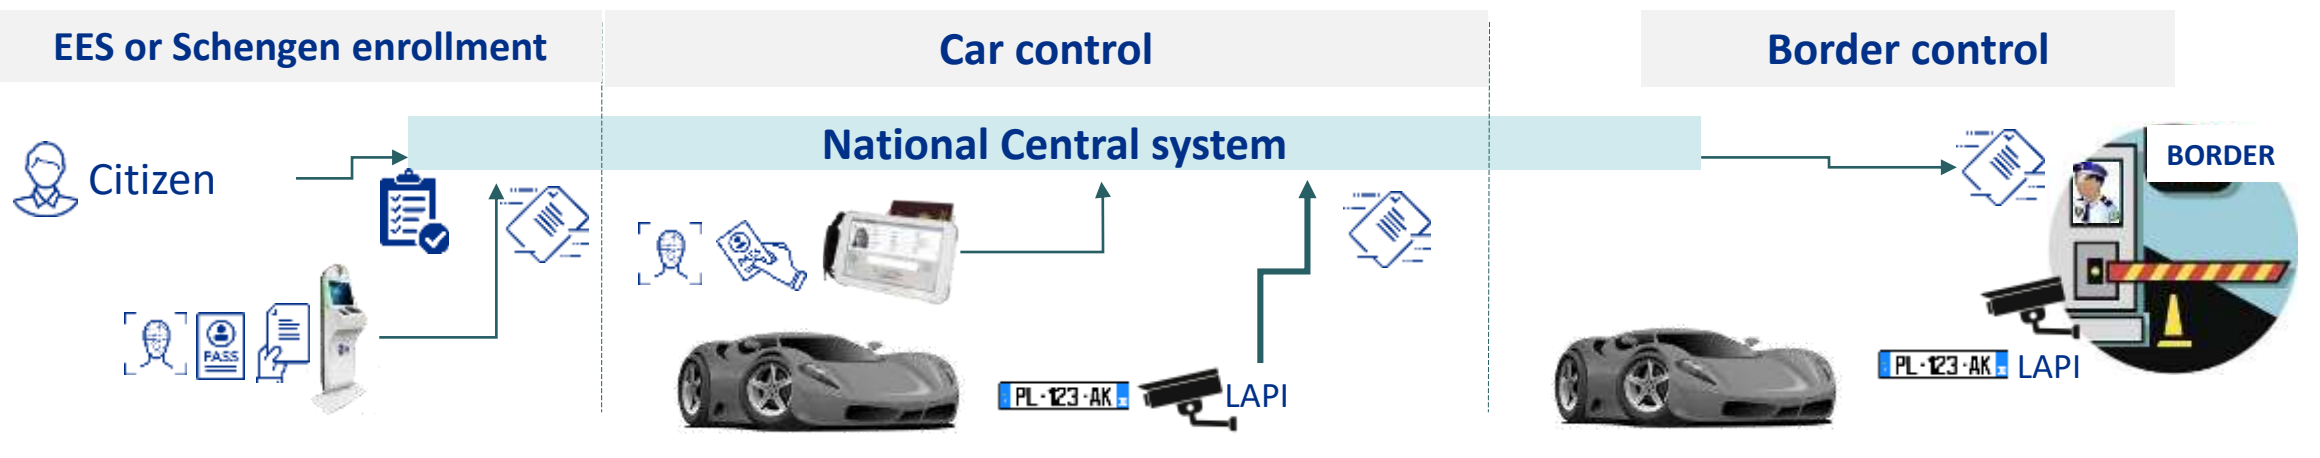 EES or Schengen enrollment
Car control
Border control
National Central system
BORDER
Citizen
PASS
PL-123-AK
LAPI
PL-123-AK
LAPI